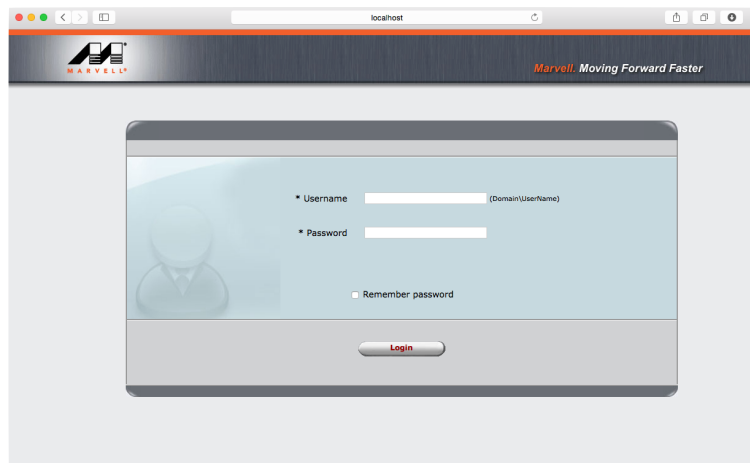 localhost
MARVELL®
Marvell. Moving Forward Faster
* Username (Domain\UserName)
* Password
Remember password
Login